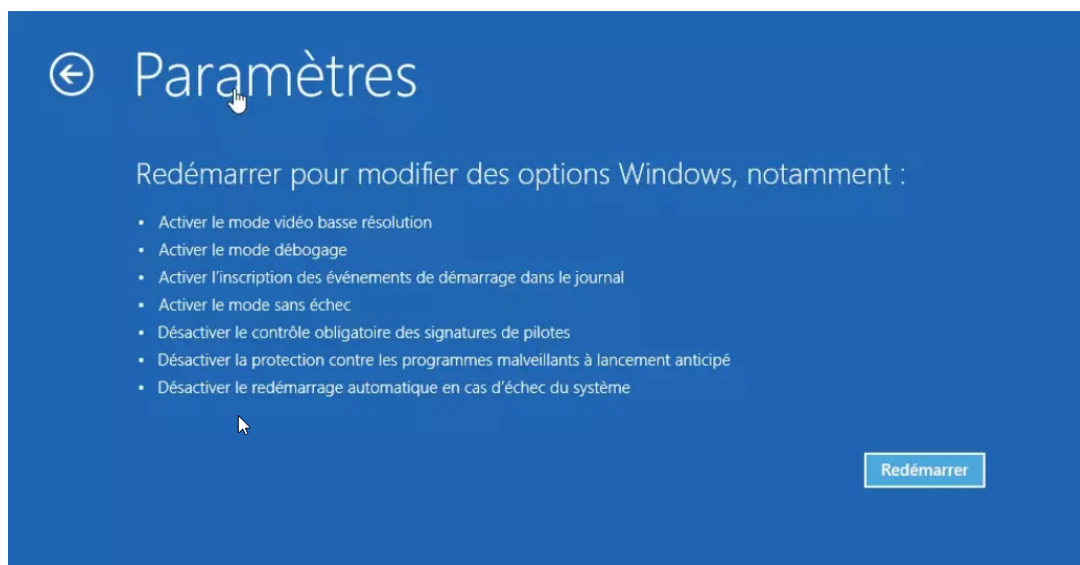 Paramètres
Redémarrer pour modifier des options Windows, notamment :
• Activer le mode vidéo basse résolution
• Activer le mode débogage
• Activer l'inscription des événements de démarrage dans le journal
• Activer le mode sans échec
• Désactiver le contrôle obligatoire des signatures de pilotes
• Désactiver la protection contre les programmes malveillants à lancement anticipé
• Désactiver le redémarrage automatique en cas d'échec du système
Redémarrer